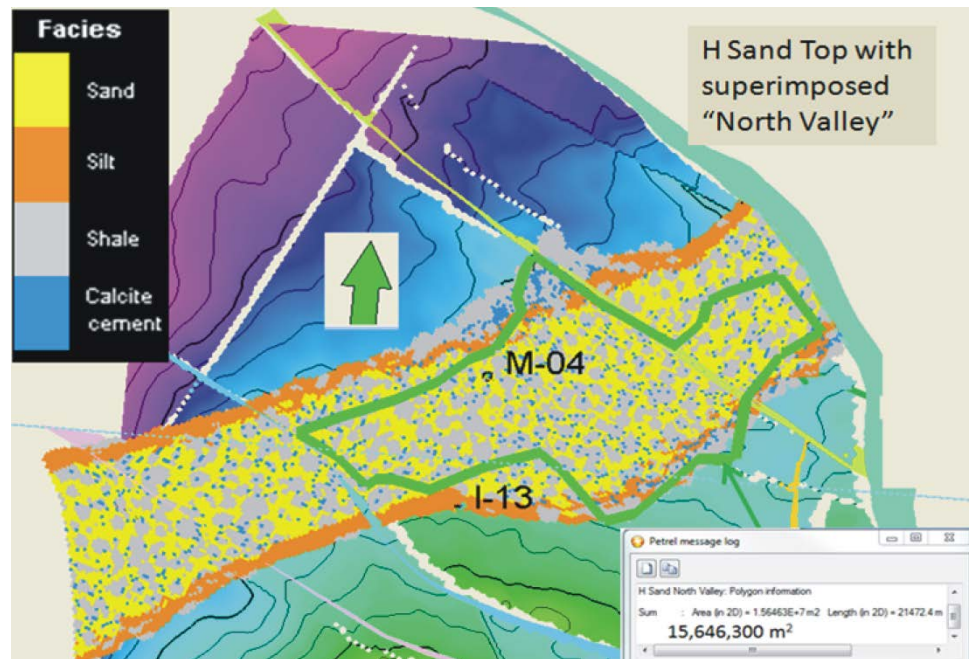 Facies
Sand
Silt
Shale
Calcite
cement
H Sand Top with
superimposed
“North Valley”
M-04
I-13
Petrel message log
H Sand North Valley: Polygon information
Sum : Area (in 2D) = 1.56463E+7 m2 Length (in 2D) = 21472.4 m
15,646,300 m²